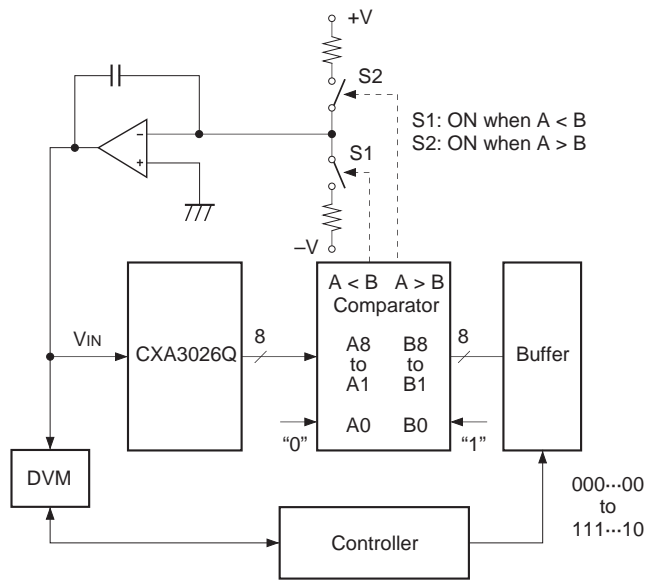 +V
S2
S1: ON when A < B
S2: ON when A > B
S1
–
+
–V
A < B A > B
Comparator
VIN
CXA3026Q
8
A8 B8
to to
A1 B1
8
Buffer
A0 B0
"0"
"1"
DVM
000···00
to
111···10
Controller